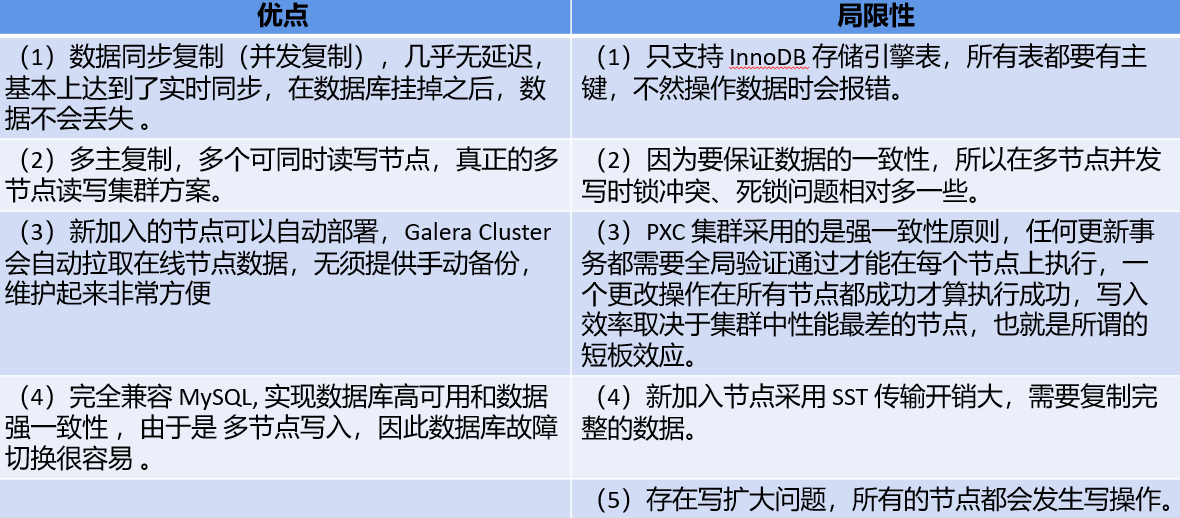 优点
局限性
（1）数据同步复制（并发复制），几乎无延迟，
基本上达到了实时同步，在数据库挂掉之后，数
据不会丢失 。
（1）只支持 InnoDB 存储引擎表，所有表都要有主
键，不然操作数据时会报错。
（2）多主复制，多个可同时读写节点，真正的多
节点读写集群方案。
（2）因为要保证数据的一致性，所以在多节点并发
写时锁冲突、死锁问题相对多一些。
（3）新加入的节点可以自动部署，Galera Cluster
会自动拉取在线节点数据，无须提供手动备份，
维护起来非常方便
（3）PXC 集群采用的是强一致性原则，任何更新事
务都需要全局验证通过才能在每个节点上执行，一
个更改操作在所有节点都成功才算执行成功，写入
效率取决于集群中性能最差的节点，也就是所谓的
短板效应。
（4）完全兼容 MySQL, 实现数据库高可用和数据
强一致性 ，由于是 多节点写入，因此数据库故障
切换很容易 。
（4）新加入节点采用 SST 传输开销大，需要复制完
整的数据。
（5）存在写扩大问题，所有的节点都会发生写操作。